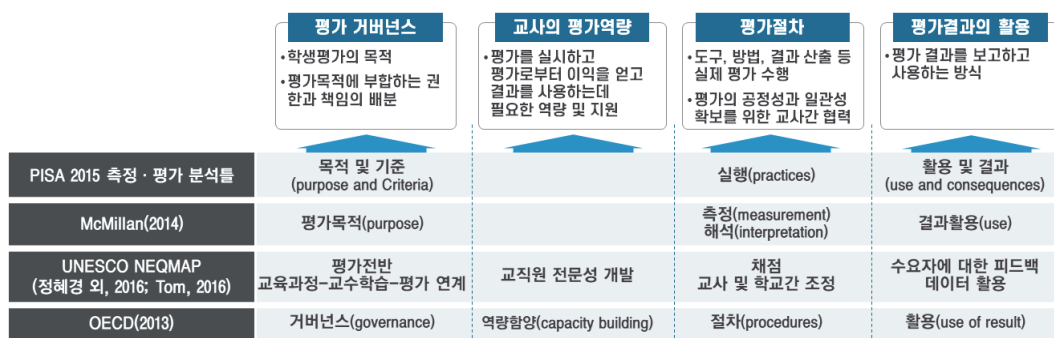 평가 거버넌스
•학생평가의 목적
•평가목적에 부합하는 권
한과 책임의 배분
교사의 평가역량
•평가를 실시하고
평가로부터 이익을 얻고
결과를 사용하는데
필요한 역량 및 지원
평가절차
•도구, 방법, 결과 산출 등
실제 평가 수행
•평가의 공정성과 일관성
확보를 위한 교사간 협력
평가결과의 활용
•평가 결과를 보고하고
사용하는 방식
PISA 2015 측정·평가 분석틀
목적 및 기준
(purpose and Criteria)
실행(practices)
활용 및 결과
(use and consequences)
McMillan(2014)
평가목적(purpose)
측정(measurement)
해석(interpretation)
결과활용(use)
UNESCO NEQMAP
(정혜경 외, 2016; Tom, 2016)
평가전반
교육과정-교수학습-평가 연계
교직원 전문성 개발
채점
교사 및 학교간 조정
수요자에 대한 피드백
데이터 활용
OECD(2013)
거버넌스(governance)
역량함양(capacity building)
절차(procedures)
활용(use of result)